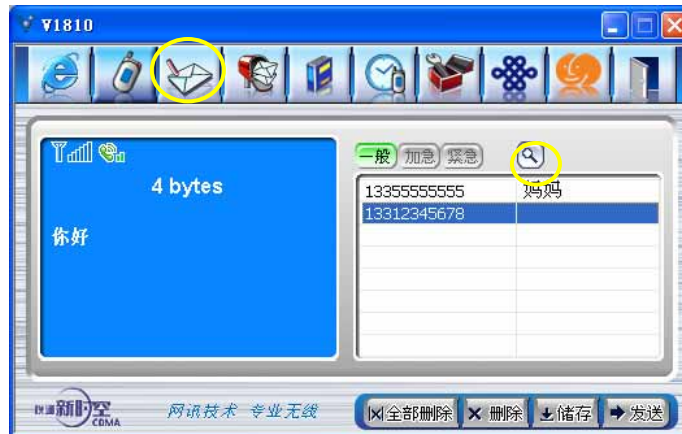 V1810
4 bytes
你好
一般 加急 紧急
13355555555 妈妈
13312345678
新时空
CDMA
网讯技术 专业无线
全部删除 删除 储存 发送